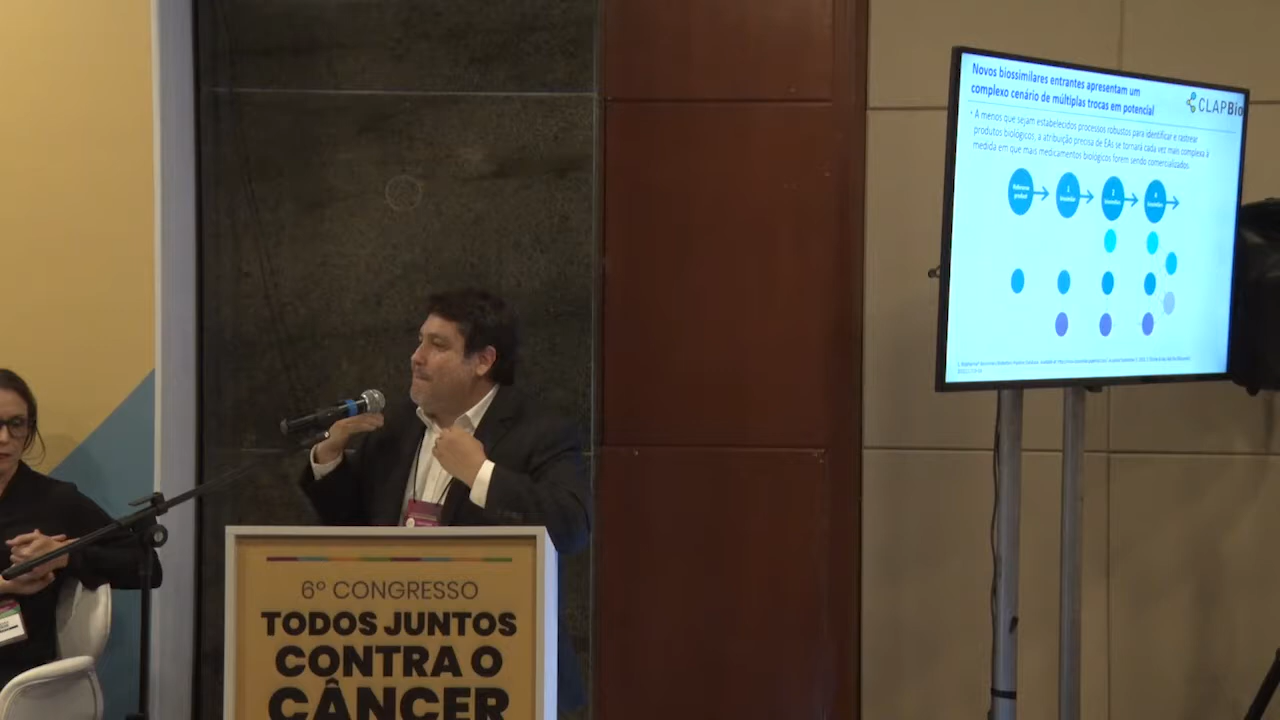 Novos biossimilares entrantes apresentam um
complexo cenário de múltiplas trocas em potencial
CLAPBio
• A menos que sejam estabelecidos processos robustos para identificar e rastrear
produtos biológicos, a atribuição precisa de EAs se tornará cada vez mais complexa à
medida em que mais medicamentos biológicos forem sendo comercializados.
6º CONGRESSO
TODOS JUNTOS
CONTRA O
CÂNCER